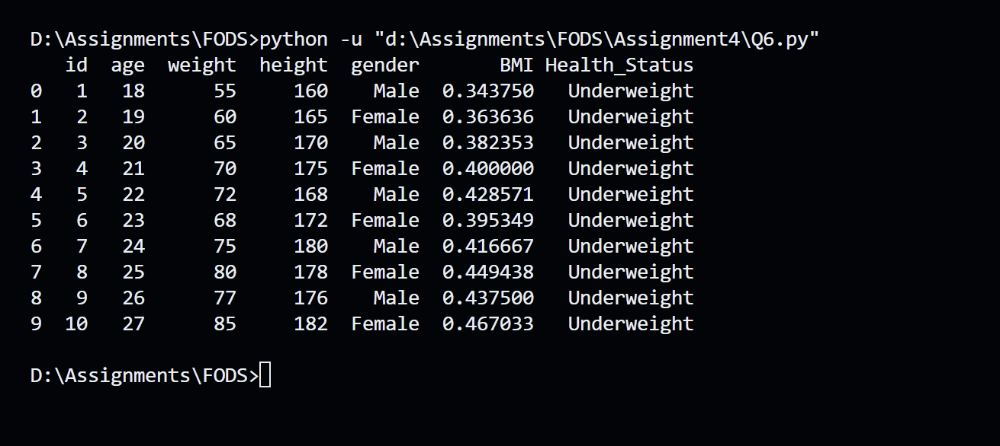 D:\Assignments\FODS>python -u "d:\Assignments\FODS\Assignment4\Q6.py"
   id  age  weight  height  gender       BMI Health_Status
0   1   18      55     160    Male  0.343750   Underweight
1   2   19      60     165  Female  0.363636   Underweight
2   3   20      65     170    Male  0.382353   Underweight
3   4   21      70     175  Female  0.400000   Underweight
4   5   22      72     168    Male  0.428571   Underweight
5   6   23      68     172  Female  0.395349   Underweight
6   7   24      75     180    Male  0.416667   Underweight
7   8   25      80     178  Female  0.449438   Underweight
8   9   26      77     176    Male  0.437500   Underweight
9  10   27      85     182  Female  0.467033   Underweight
D:\Assignments\FODS>